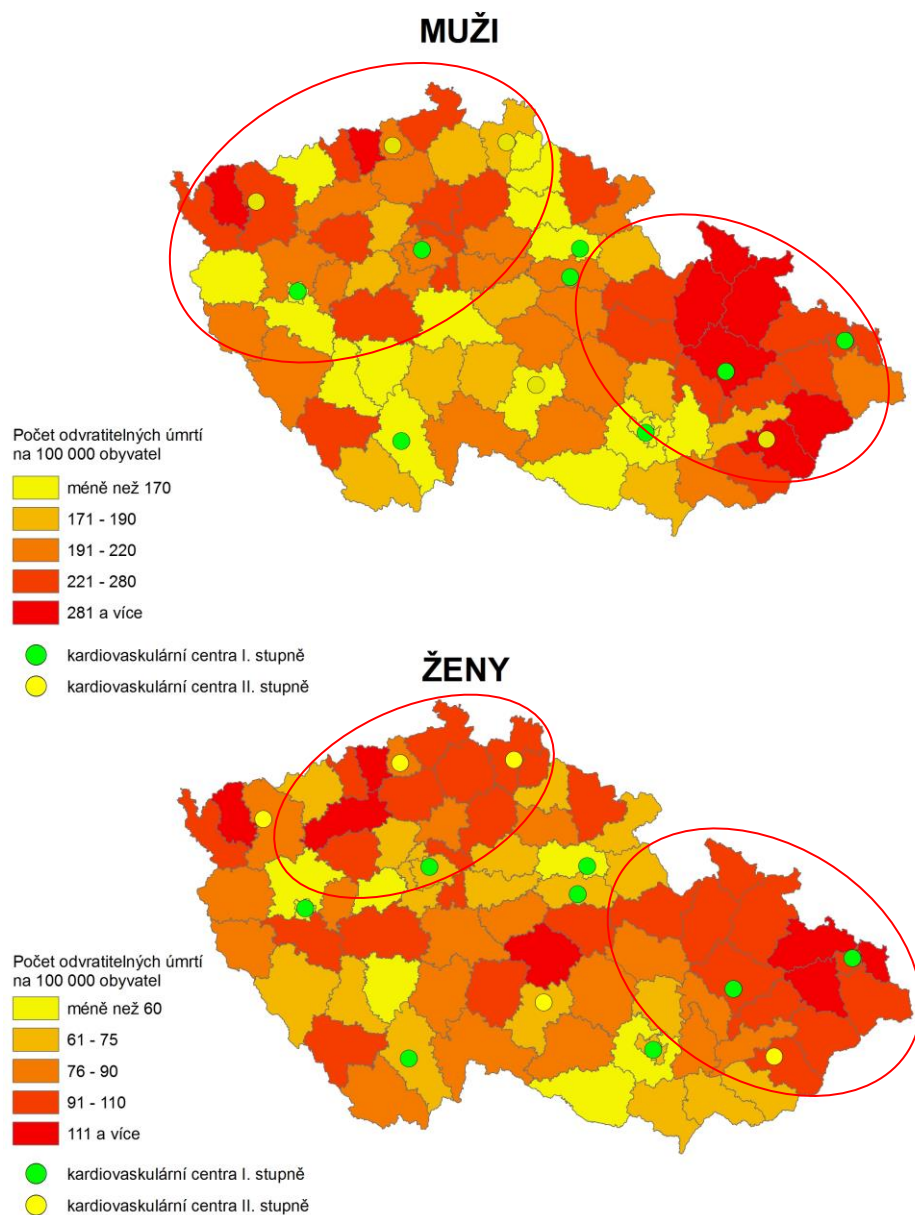 MUŽI
Počet odvratitelných úmrtí
na 100 000 obyvatel
méně než 170
171 - 190
191 - 220
221 - 280
281 a více
kardiovaskulární centra I. stupně
kardiovaskulární centra II. stupně
ŽENY
Počet odvratitelných úmrtí
na 100 000 obyvatel
méně než 60
61 - 75
76 - 90
91 - 110
111 a více
kardiovaskulární centra I. stupně
kardiovaskulární centra II. stupně